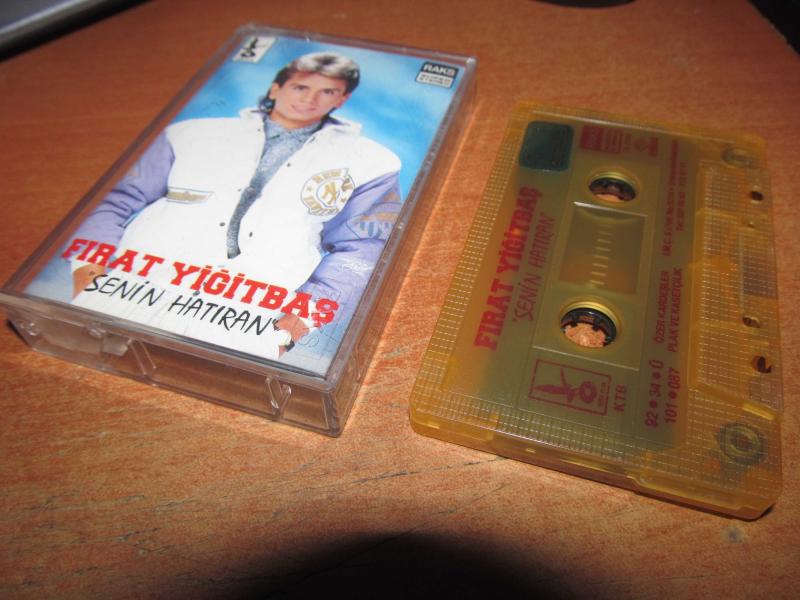 RAKS
FIRAT YİĞİTBAŞ
"SENİN HATIRAN"
FIRAT YİĞİTBAŞ
"SENİN HATIRAN"
ÖZER KARDEŞLER
PLAK VE KASETÇİLİK
KTB
92 • 34 • Ü
101 • 087